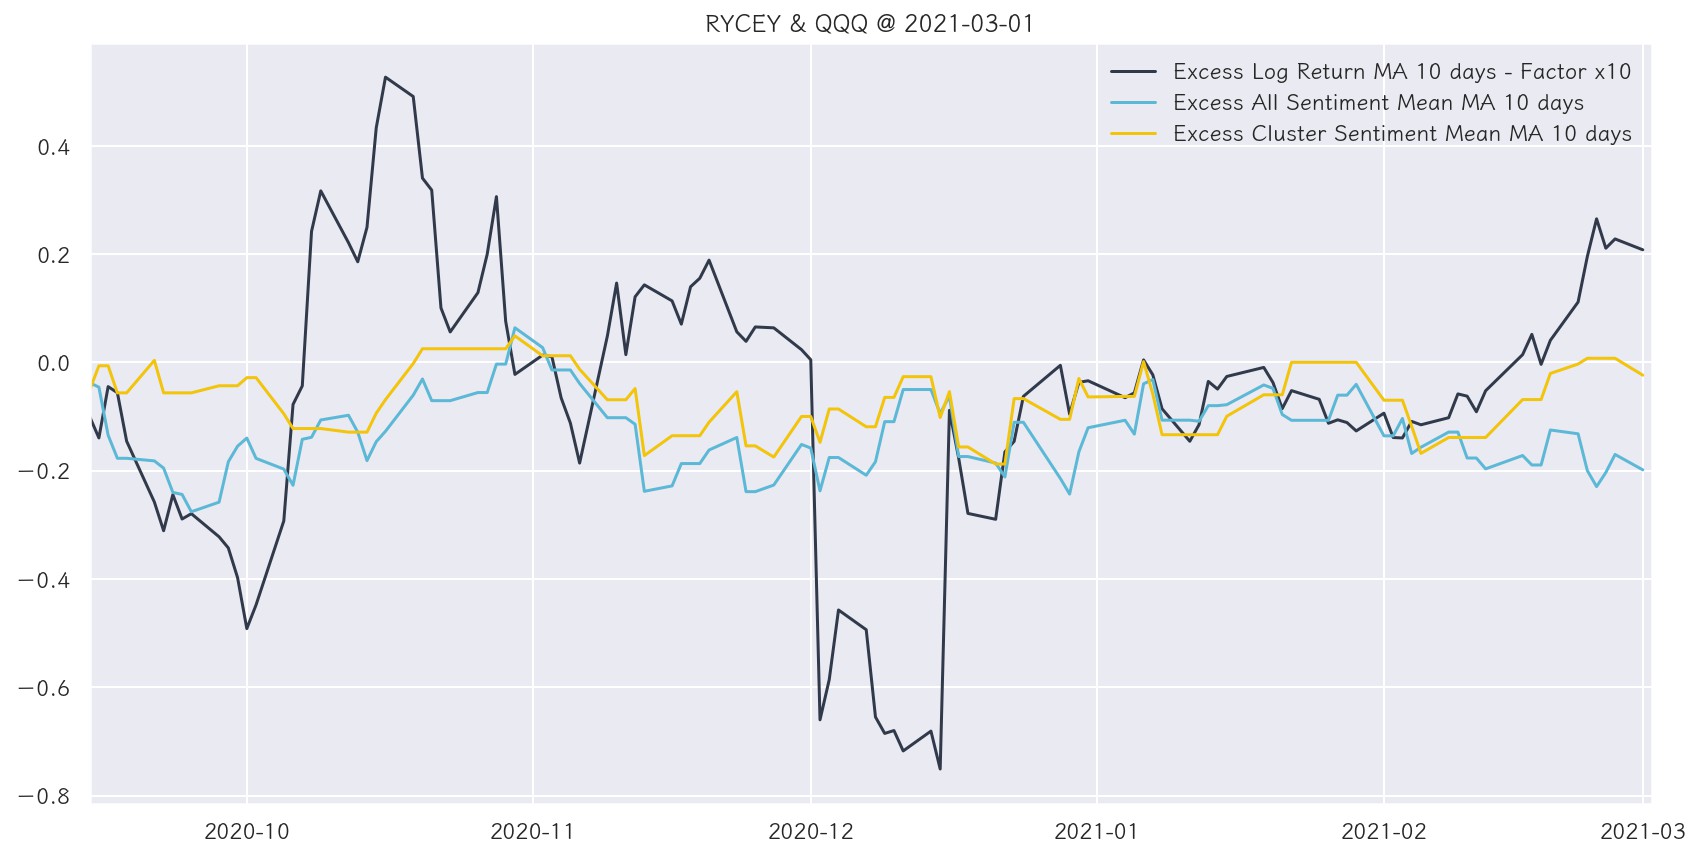 RYCEY & QQQ @ 2021-03-01
Excess Log Return MA 10 days - Factor x10
Excess All Sentiment Mean MA 10 days
Excess Cluster Sentiment Mean MA 10 days
0.4
0.2
0.0
−0.2
−0.4
−0.6
−0.8
2020-10 2020-11 2020-12 2021-01 2021-02 2021-03